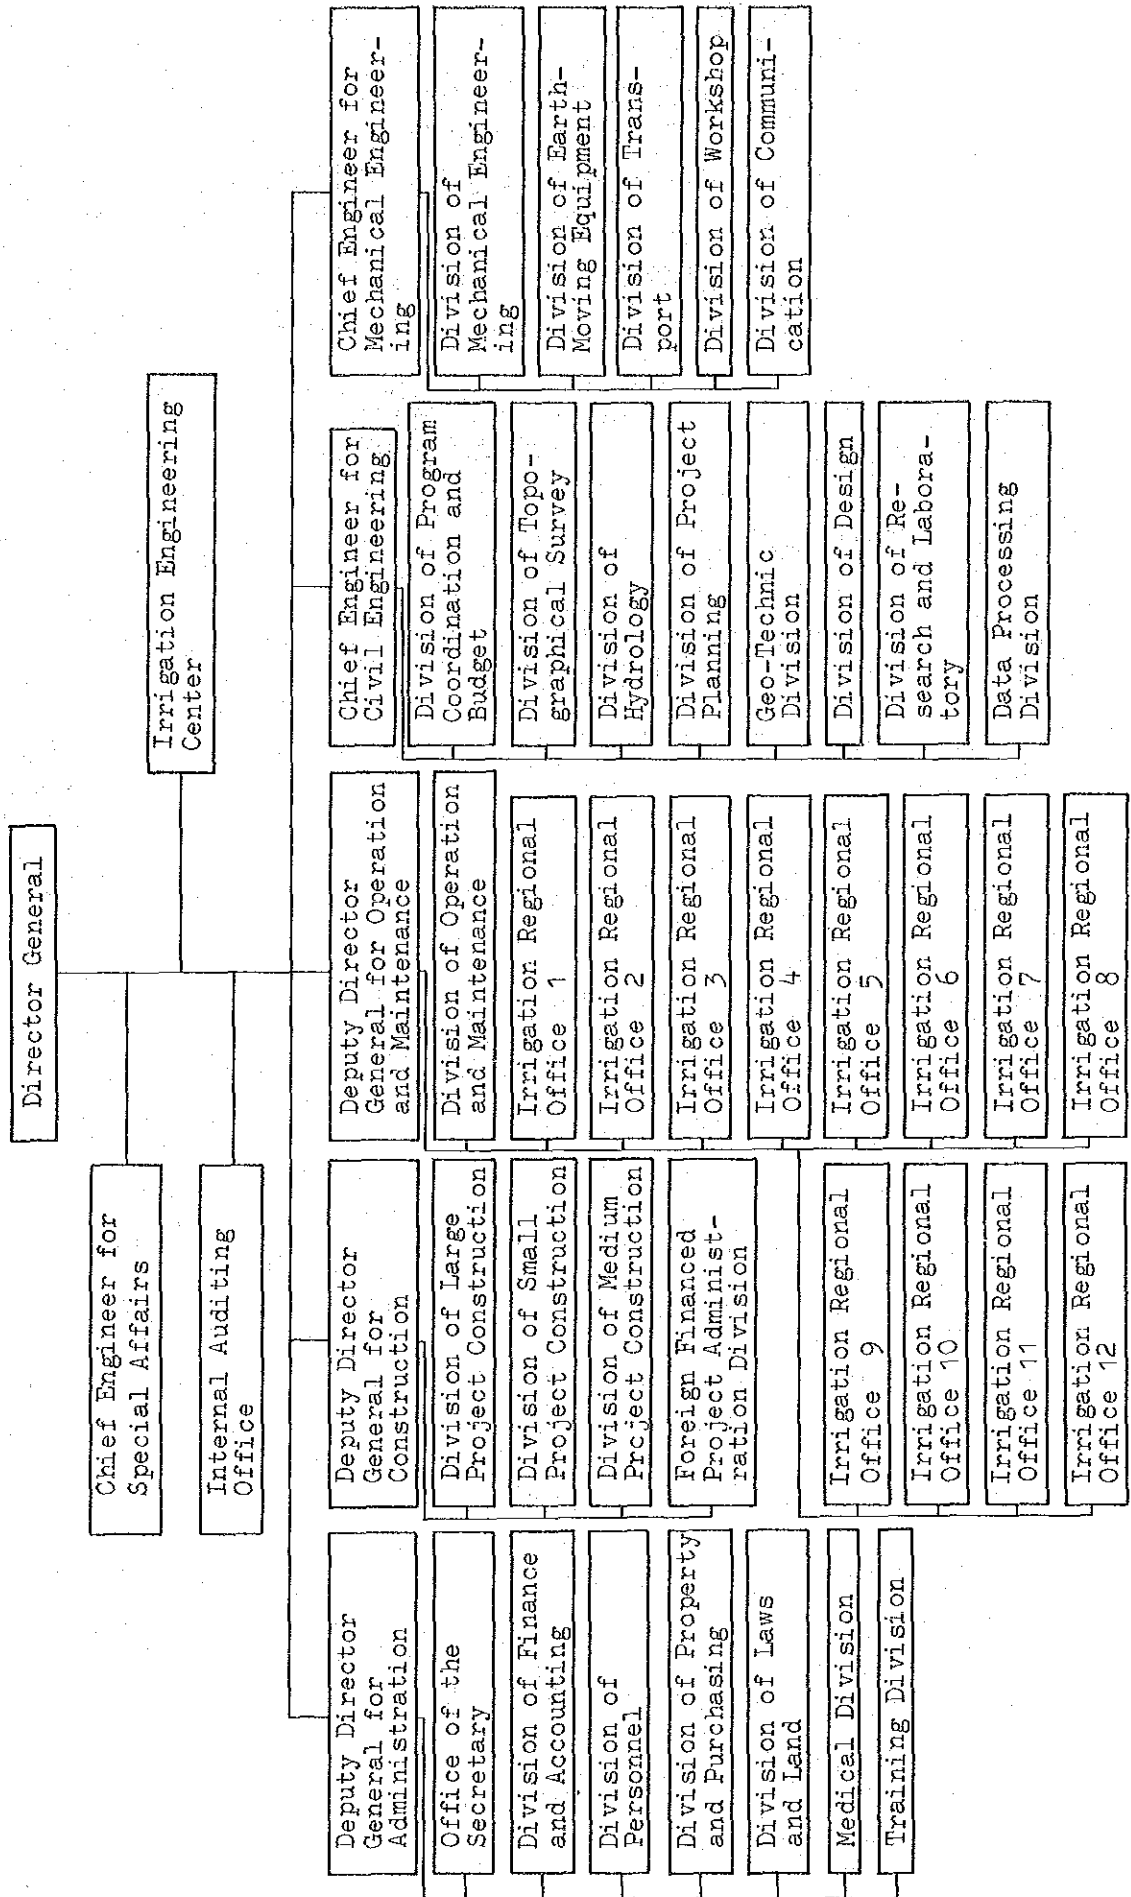 Director General
Chief Engineer for
Special Affairs
Internal Auditing
Office
Irrigation Engineering
Center
Deputy Director
General for
Administration
Office of the
Secretary
Division of Finance
and Accounting
Division of
Personnel
Division of Property
and Purchasing
Division of Laws
and Land
Medical Division
Training Division
Deputy Director
General for
Construction
Division of Large
Project Construction
Division of Small
Project Construction
Division of Medium
Project Construction
Foreign Financed
Project Administ-
ration Division
Deputy Director
General for Operation
and Maintenance
Division of Operation
and Maintenance
Irrigation Regional
Office 1
Irrigation Regional
Office 2
Irrigation Regional
Office 3
Irrigation Regional
Office 4
Irrigation Regional
Office 5
Irrigation Regional
Office 6
Irrigation Regional
Office 7
Irrigation Regional
Office 8
Irrigation Regional
Office 9
Irrigation Regional
Office 10
Irrigation Regional
Office 11
Irrigation Regional
Office 12
Chief Engineer for
Civil Engineering
Division of Program
Coordination and
Budget
Division of Topo-
graphical Survey
Division of
Hydrology
Division of Project
Planning
Geo-Technic
Division
Division of Design
Division of Re-
search and Labora-
tory
Data Processing
Division
Chief Engineer for
Mechanical Engineer-
ing
Division of
Mechanical Engineer-
ing
Division of Earth-
Moving Equipment
Division of Trans-
port
Division of Workshop
Division of Communi-
cation